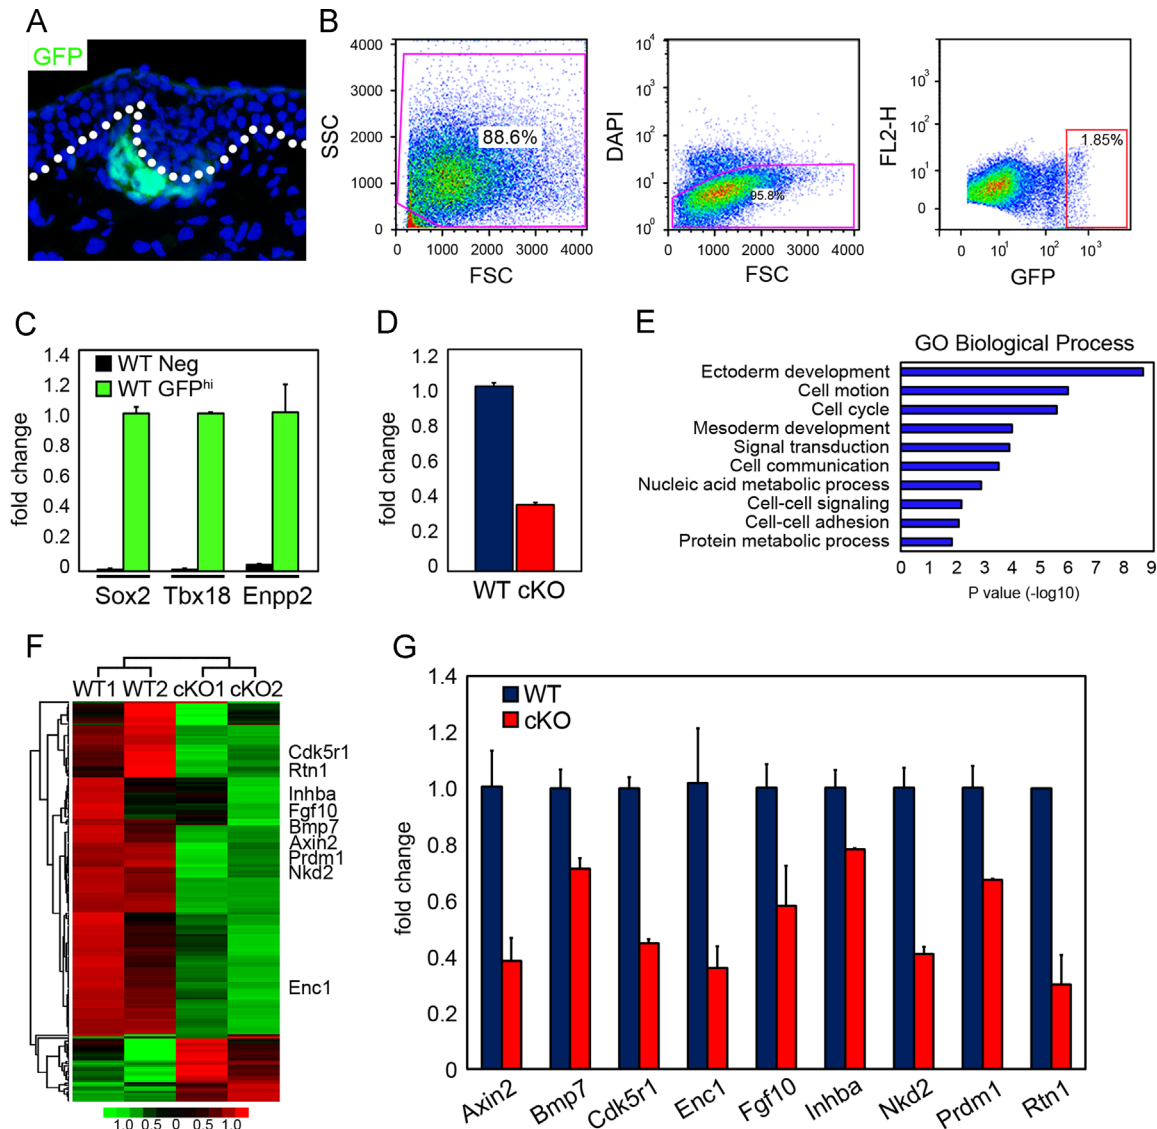 A
GFP
B
SSC
4000
3000
2000
1000
0
88.6%
0 1000 2000 3000 4000
FSC
DAPI
10^4
10^3
10^2
10^1
10^0
95.8%
0 1000 2000 3000 4000
FSC
FL2-H
10^3
10^2
10^1
0
1.85%
0 10^1 10^2 10^3
GFP
C
fold change
1.4
1.2
1.0
0.8
0.6
0.4
0.2
0
WT Neg
WT GFP^hi
Sox2 Tbx18 Enpp2
D
fold change
1.2
1.0
0.8
0.6
0.4
0.2
0
WT cKO
E
GO Biological Process
Ectoderm development
Cell motion
Cell cycle
Mesoderm development
Signal transduction
Cell communication
Nucleic acid metabolic process
Cell-cell signaling
Cell-cell adhesion
Protein metabolic process
0 1 2 3 4 5 6 7 8 9
P value (-log10)
F
WT1 WT2 cKO1 cKO2
Cdk5r1
Rtn1
Inhba
Fgf10
Bmp7
Axin2
Prdm1
Nkd2
Enc1
1.0 0.5 0 0.5 1.0
G
fold change
1.4
1.2
1.0
0.8
0.6
0.4
0.2
0
WT
cKO
Axin2 Bmp7 Cdk5r1 Enc1 Fgf10 Inhba Nkd2 Prdm1 Rtn1